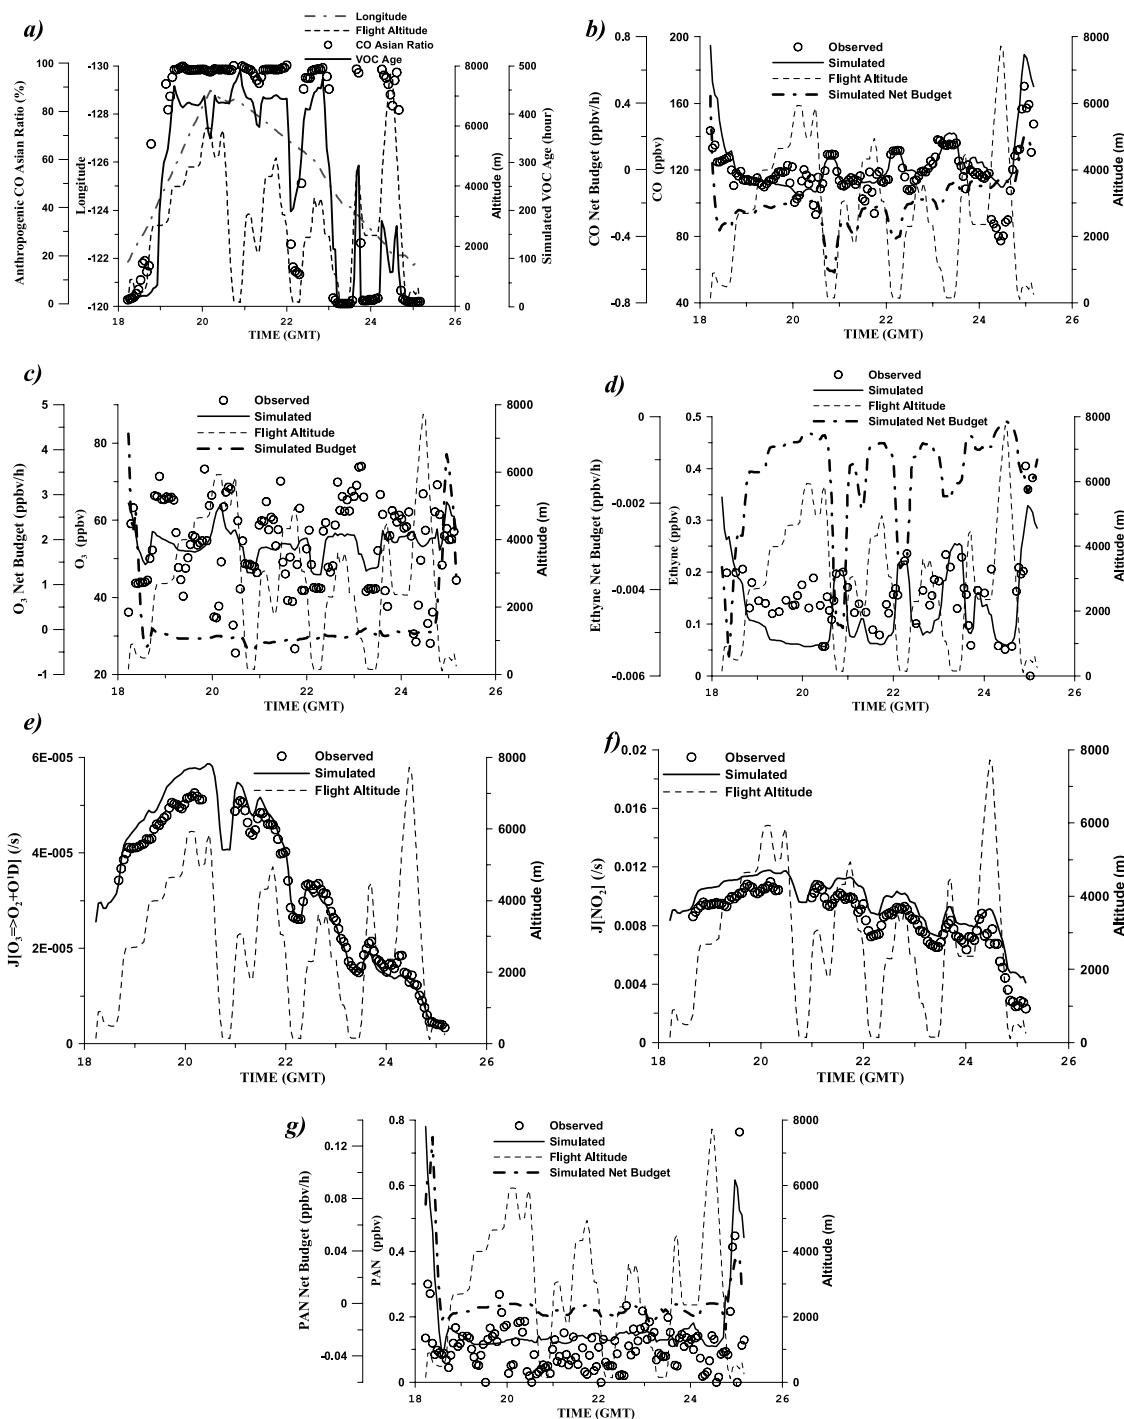 a)
Longitude
Flight Altitude
CO Asian Ratio
VOC Age
100
80
60
40
20
0
Anthropogenic CO Asian Ratio (%)
-130
-128
-126
-124
-122
-120
Longitude
8000
6000
4000
2000
0
Altitude (m)
500
400
300
200
100
0
Simulated VOC Age (hour)
18 20 22 24 26
TIME (GMT)
b)
Observed
Simulated
Flight Altitude
Simulated Net Budget
0.8
0.4
0
-0.4
-0.8
CO Net Budget (ppbv/h)
200
160
120
80
40
CO (ppbv)
8000
6000
4000
2000
0
Altitude (m)
18 20 22 24 26
TIME (GMT)
c)
Observed
Simulated
Flight Altitude
Simulated Budget
5
4
3
2
1
0
-1
O3 Net Budget (ppbv/h)
80
60
40
20
O3 (ppbv)
8000
6000
4000
2000
0
Altitude (m)
18 20 22 24 26
TIME (GMT)
d)
Observed
Simulated
Flight Altitude
Simulated Net Budget
-0
-0.002
-0.004
-0.006
Ethyne Net Budget (ppbv/h)
0.5
0.4
0.3
0.2
0.1
0
Ethyne (ppbv)
8000
6000
4000
2000
0
Altitude (m)
18 20 22 24 26
TIME (GMT)
e)
Observed
Simulated
Flight Altitude
6E-005
4E-005
2E-005
0
J[O3=>O2+O1D] (/s)
8000
6000
4000
2000
0
Altitude (m)
18 20 22 24 26
TIME (GMT)
f)
Observed
Simulated
Flight Altitude
0.02
0.016
0.012
0.008
0.004
0
J[NO2] (/s)
8000
6000
4000
2000
0
Altitude (m)
18 20 22 24 26
TIME (GMT)
g)
Observed
Simulated
Flight Altitude
Simulated Net Budget
0.12
0.08
0.04
0
-0.04
PAN Net Budget (ppbv/h)
0.8
0.6
0.4
0.2
0
PAN (ppbv)
8000
6000
4000
2000
0
Altitude (m)
18 20 22 24 26
TIME (GMT)